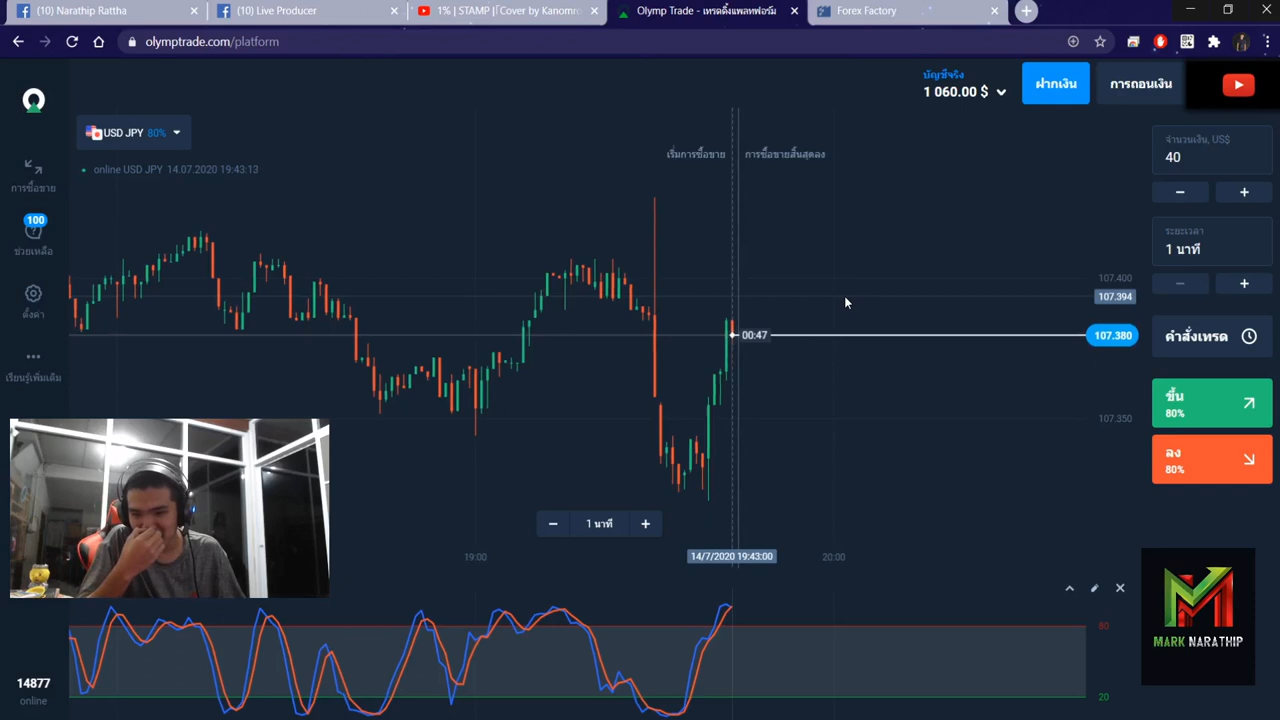 (10) Narathip Rattha
(10) Live Producer
1% | STAMP |「Cover by Kanomro
Olymp Trade - เทรดดิ้งแพลทฟอร์ม
Forex Factory
olymptrade.com/platform
บัญชีจริง
1 060.00 $
ฝากเงิน
การถอนเงิน
USD JPY 80%
online USD JPY 14.07.2020 19:43:13
เริ่มการซื้อขาย
การซื้อขายสิ้นสุดลง
จำนวนเงิน, US$
40
การซื้อขาย
100
ช่วยเหลือ
ระยะเวลา
1 นาที
107.400
107.394
ตั้งค่า
00:47
107.380
คำสั่งเทรด
เรียนรู้เพิ่มเติม
ขึ้น
80%
107.350
ลง
80%
1 นาที
19:00
14/7/2020 19:43:00
20:00
80
MARK NARATHIP
14877
online
20